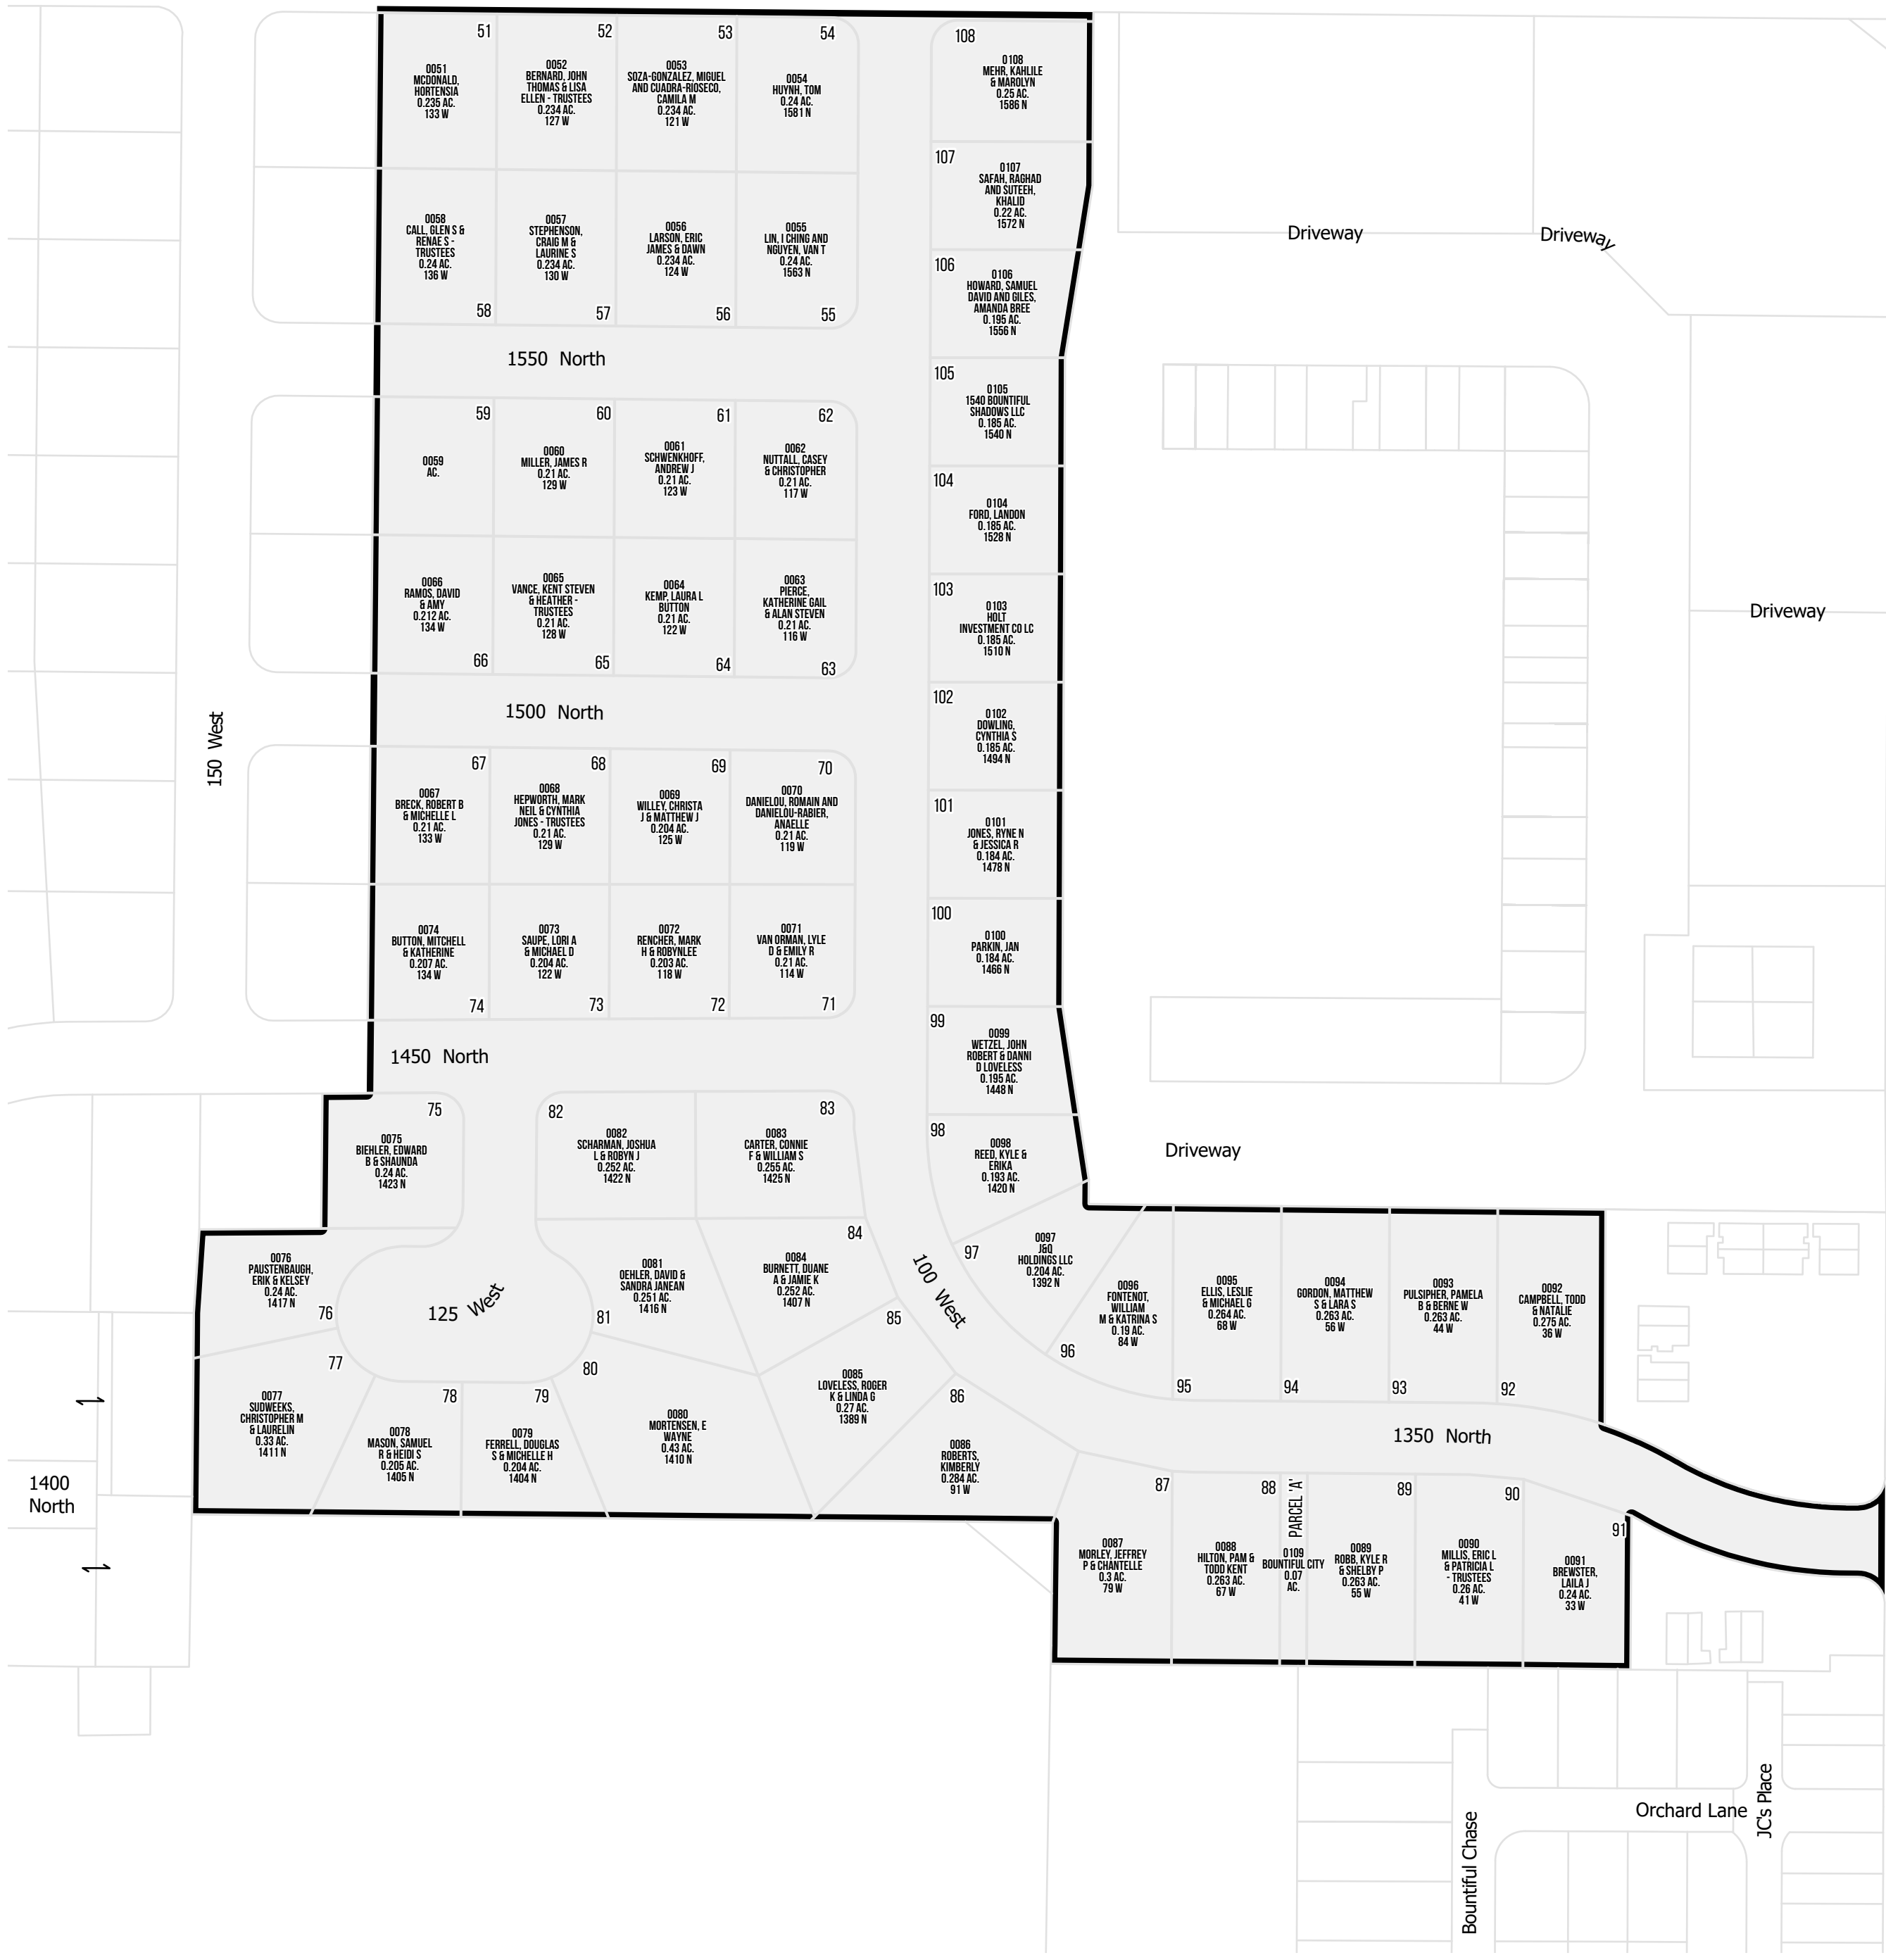 51
0051
MCDONALD,
HORTENSIA
0.235 AC.
133 W
52
0052
BERNARD, JOHN
THOMAS & LISA
ELLEN - TRUSTEES
0.234 AC.
127 W
53
0053
SOZA-GONZALEZ, MIGUEL
AND CUADRA-RIOSECO,
CAMILA M
0.234 AC.
121 W
54
0054
HUYNH, TOM
0.24 AC.
1581 N
108
0108
MEHR, KAHLILE
& MAROLYN
0.25 AC.
1586 N
107
0107
SAFAH, RAGHAD
AND SUTEEH,
KHALID
0.22 AC.
1572 N
0058
CALL, GLEN S &
RENAE S -
TRUSTEES
0.24 AC.
136 W
58
0057
STEPHENSON,
CRAIG M &
LAURINE S
0.234 AC.
130 W
57
0056
LARSON, ERIC
JAMES & DAWN
0.234 AC.
124 W
56
0055
LIN, I CHING AND
NGUYEN, VAN T
0.24 AC.
1563 N
55
106
0106
HOWARD, SAMUEL
DAVID AND GILES,
AMANDA BREE
0.195 AC.
1556 N
Driveway
Driveway
1550 North
105
0105
1540 BOUNTIFUL
SHADOWS LLC
0.185 AC.
1540 N
59
0059
AC.
60
0060
MILLER, JAMES R
0.21 AC.
129 W
61
0061
SCHWENKHOFF,
ANDREW J
0.21 AC.
123 W
62
0062
NUTTALL, CASEY
& CHRISTOPHER
0.21 AC.
117 W
104
0104
FORD, LANDON
0.185 AC.
1528 N
0066
RAMOS, DAVID
& AMY
0.212 AC.
134 W
66
0065
VANCE, KENT STEVEN
& HEATHER -
TRUSTEES
0.21 AC.
128 W
65
0064
KEMP, LAURA L
BUTTON
0.21 AC.
122 W
64
0063
PIERCE,
KATHERINE GAIL
& ALAN STEVEN
0.21 AC.
116 W
63
103
0103
HOLT
INVESTMENT CO LC
0.185 AC.
1510 N
Driveway
1500 North
150 West
102
0102
DOWLING,
CYNTHIA S
0.185 AC.
1494 N
67
0067
BRECK, ROBERT B
& MICHELLE L
0.21 AC.
133 W
68
0068
HEPWORTH, MARK
NEIL & CYNTHIA
JONES - TRUSTEES
0.21 AC.
129 W
69
0069
WILLEY, CHRISTA
J & MATTHEW J
0.204 AC.
125 W
70
0070
DANIELOU, ROMAIN AND
DANIELOU-RABIER,
ANAELLE
0.21 AC.
119 W
101
0101
JONES, RYNE N
& JESSICA R
0.184 AC.
1478 N
0074
BUTTON, MITCHELL
& KATHERINE
0.207 AC.
134 W
74
0073
SAUPE, LORI A
& MICHAEL D
0.204 AC.
122 W
73
0072
RENCHER, MARK
H & ROBYNLEE
0.203 AC.
118 W
72
0071
VAN ORMAN, LYLE
D & EMILY R
0.21 AC.
114 W
71
100
0100
PARKIN, JAN
0.184 AC.
1466 N
1450 North
99
0099
WETZEL, JOHN
ROBERT & DANNI
D LOVELESS
0.195 AC.
1448 N
75
0075
BIEHLER, EDWARD
B & SHAUNDA
0.24 AC.
1423 N
82
0082
SCHARMAN, JOSHUA
L & ROBYN J
0.252 AC.
1422 N
83
0083
CARTER, CONNIE
F & WILLIAM S
0.255 AC.
1425 N
98
0098
REED, KYLE &
ERIKA
0.193 AC.
1420 N
Driveway
0076
PAUSTENBAUGH,
ERIK & KELSEY
0.24 AC.
1417 N
76
125 West
81
0081
OEHLER, DAVID &
SANDRA JANEAN
0.251 AC.
1416 N
84
0084
BURNETT, DUANE
A & JAMIE K
0.252 AC.
1407 N
100 West
97
0097
J&Q
HOLDINGS LLC
0.204 AC.
1392 N
96
0096
FONTENOT,
WILLIAM
M & KATRINA S
0.19 AC.
84 W
0095
ELLIS, LESLIE
& MICHAEL G
0.264 AC.
68 W
95
0094
GORDON, MATTHEW
S & LARA S
0.263 AC.
56 W
94
0093
PULSIPHER, PAMELA
B & BERNE W
0.263 AC.
44 W
93
0092
CAMPBELL, TODD
& NATALIE
0.275 AC.
36 W
92
77
0077
SUDWEEKS,
CHRISTOPHER M
& LAURELIN
0.33 AC.
1411 N
78
0078
MASON, SAMUEL
R & HEIDI S
0.205 AC.
1405 N
79
0079
FERRELL, DOUGLAS
S & MICHELLE H
0.204 AC.
1404 N
80
0080
MORTENSEN, E
WAYNE
0.43 AC.
1410 N
85
0085
LOVELESS, ROGER
K & LINDA G
0.27 AC.
1389 N
86
0086
ROBERTS,
KIMBERLY
0.284 AC.
91 W
1350 North
1400
North
87
0087
MORLEY, JEFFREY
P & CHANTELLE
0.3 AC.
79 W
88
0088
HILTON, PAM &
TODD KENT
0.263 AC.
67 W
PARCEL 'A'
0109
BOUNTIFUL CITY
0.07
AC.
89
0089
ROBB, KYLE R
& SHELBY P
0.263 AC.
55 W
90
0090
MILLIS, ERIC L
& PATRICIA L
- TRUSTEES
0.26 AC.
41 W
91
0091
BREWSTER,
LAILA J
0.24 AC.
33 W
Orchard Lane
JC's Place
Bountiful Chase